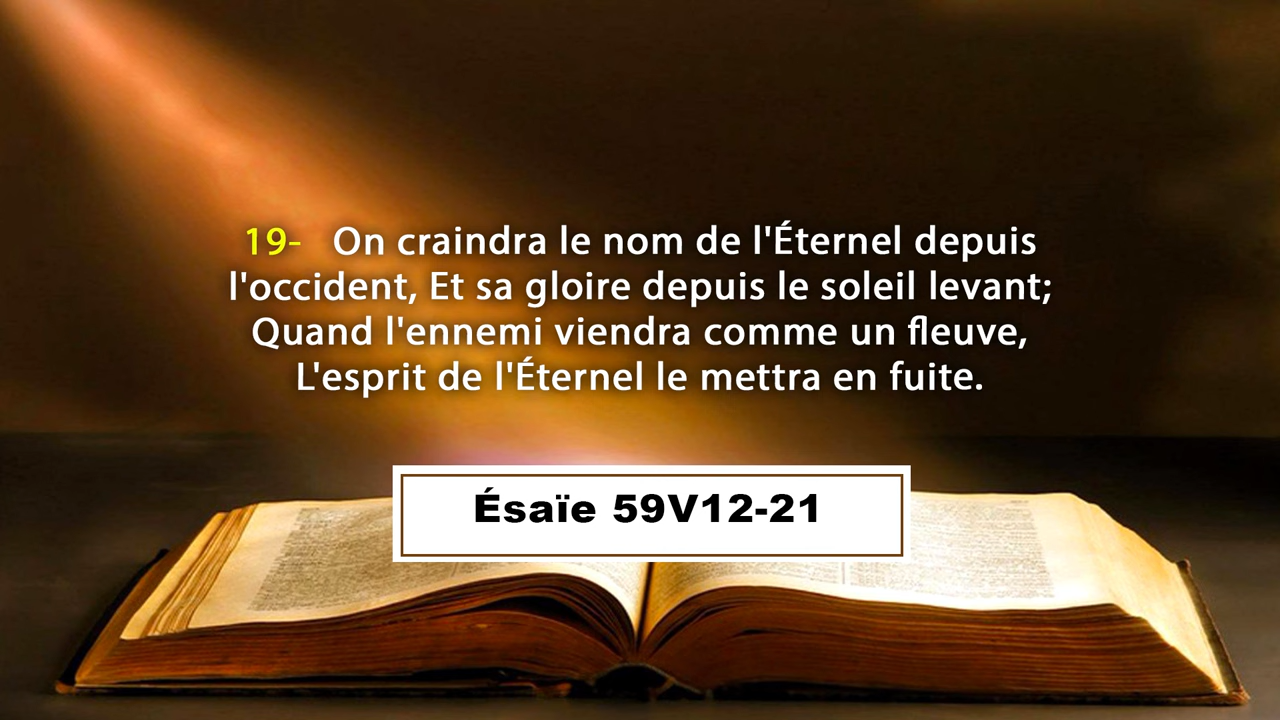 19- On craindra le nom de l'Éternel depuis
l'occident, Et sa gloire depuis le soleil levant;
Quand l'ennemi viendra comme un fleuve,
L'esprit de l'Éternel le mettra en fuite.
Ésaïe 59V12-21